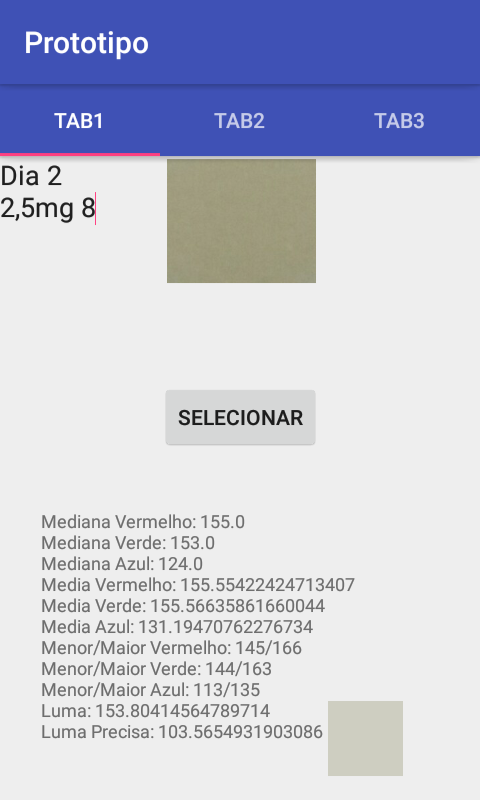 Prototipo
TAB1 TAB2 TAB3
Dia 2
2,5mg 8
SELECIONAR
Mediana Vermelho: 155.0
Mediana Verde: 153.0
Mediana Azul: 124.0
Media Vermelho: 155.55422424713407
Media Verde: 155.56635861660044
Media Azul: 131.19470762276734
Menor/Maior Vermelho: 145/166
Menor/Maior Verde: 144/163
Menor/Maior Azul: 113/135
Luma: 153.80414564789714
Luma Precisa: 103.5654931903086